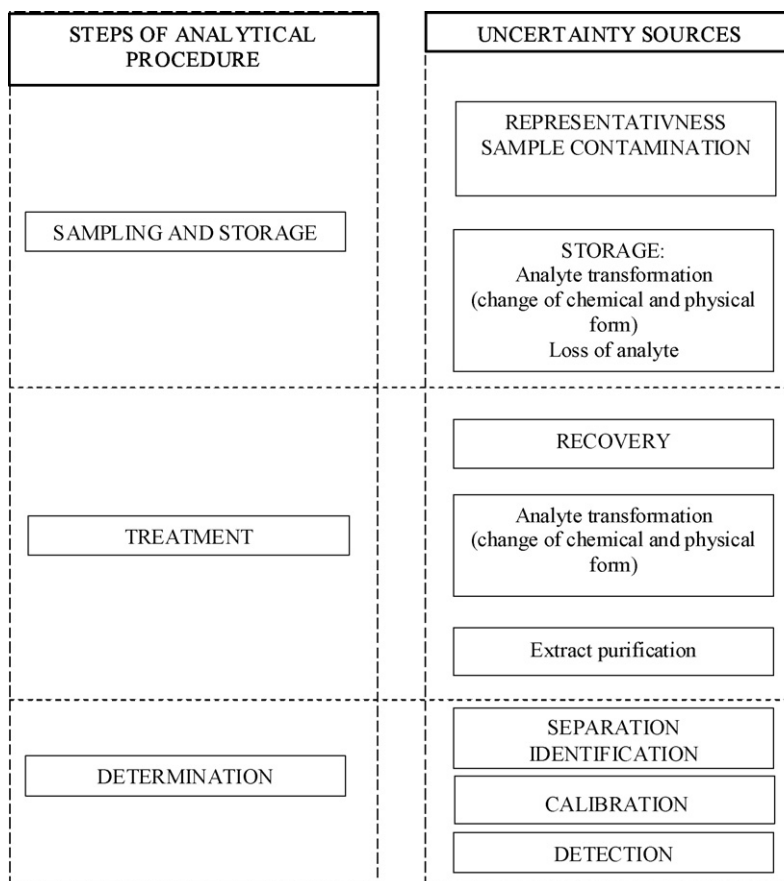 STEPS OF ANALYTICAL
PROCEDURE
UNCERTAINTY SOURCES
SAMPLING AND STORAGE
REPRESENTATIVNESS
SAMPLE CONTAMINATION
STORAGE:
Analyte transformation
(change of chemical and physical
form)
Loss of analyte
TREATMENT
RECOVERY
Analyte transformation
(change of chemical and physical
form)
Extract purification
DETERMINATION
SEPARATION
IDENTIFICATION
CALIBRATION
DETECTION